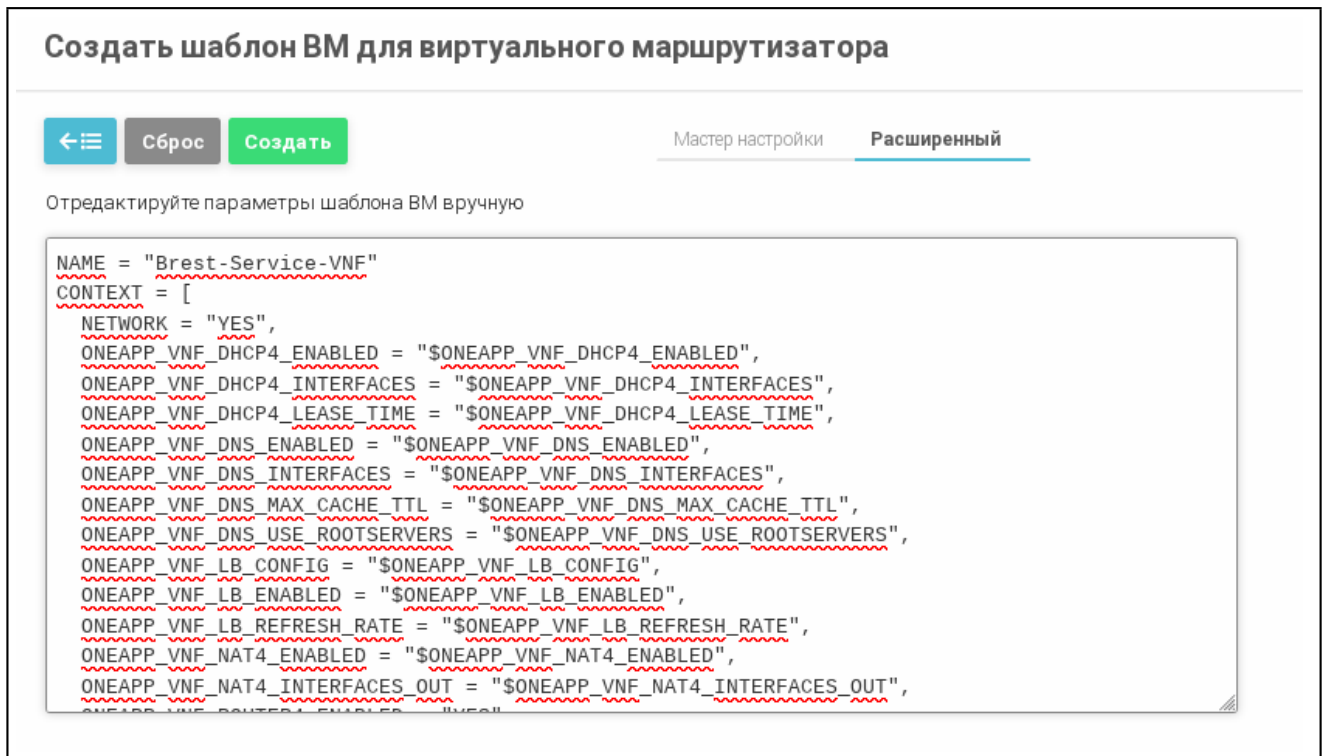 Создать шаблон ВМ для виртуального маршрутизатора
Сброс Создать Мастер настройки Расширенный
Отредактируйте параметры шаблона ВМ вручную
NAME = "Brest-Service-VNF"
CONTEXT = [
NETWORK = "YES",
ONEAPP_VNF_DHCP4_ENABLED = "$ONEAPP_VNF_DHCP4_ENABLED",
ONEAPP_VNF_DHCP4_INTERFACES = "$ONEAPP_VNF_DHCP4_INTERFACES",
ONEAPP_VNF_DHCP4_LEASE_TIME = "$ONEAPP_VNF_DHCP4_LEASE_TIME",
ONEAPP_VNF_DNS_ENABLED = "$ONEAPP_VNF_DNS_ENABLED",
ONEAPP_VNF_DNS_INTERFACES = "$ONEAPP_VNF_DNS_INTERFACES",
ONEAPP_VNF_DNS_MAX_CACHE_TTL = "$ONEAPP_VNF_DNS_MAX_CACHE_TTL",
ONEAPP_VNF_DNS_USE_ROOTSERVERS = "$ONEAPP_VNF_DNS_USE_ROOTSERVERS",
ONEAPP_VNF_LB_CONFIG = "$ONEAPP_VNF_LB_CONFIG",
ONEAPP_VNF_LB_ENABLED = "$ONEAPP_VNF_LB_ENABLED",
ONEAPP_VNF_LB_REFRESH_RATE = "$ONEAPP_VNF_LB_REFRESH_RATE",
ONEAPP_VNF_NAT4_ENABLED = "$ONEAPP_VNF_NAT4_ENABLED",
ONEAPP_VNF_NAT4_INTERFACES_OUT = "$ONEAPP_VNF_NAT4_INTERFACES_OUT",